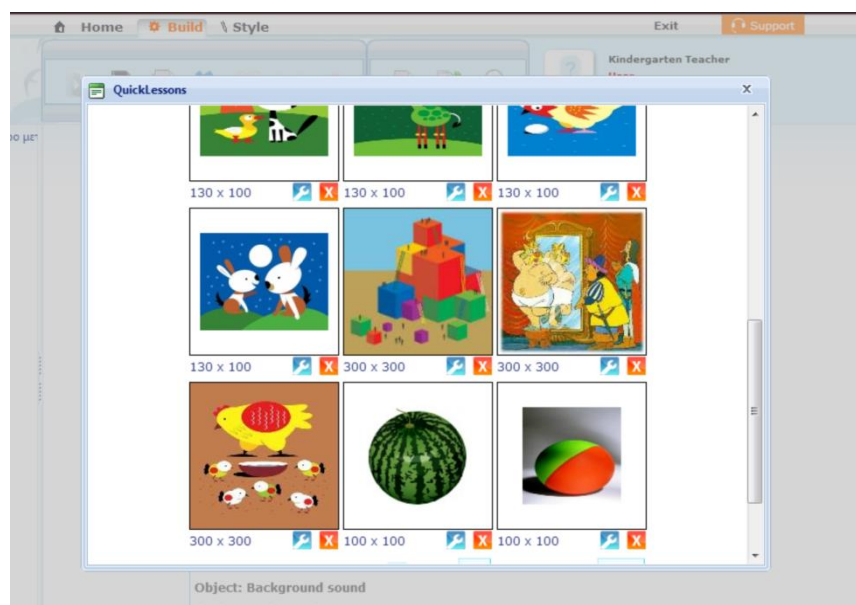 Home Build Style Exit Support
Kindergarten Teacher
QuickLessons X
130 x 100 X 130 x 100 X 130 x 100 X
130 x 100 X 300 x 300 X 300 x 300 X
300 x 300 X 100 x 100 X 100 x 100 X
Object: Background sound